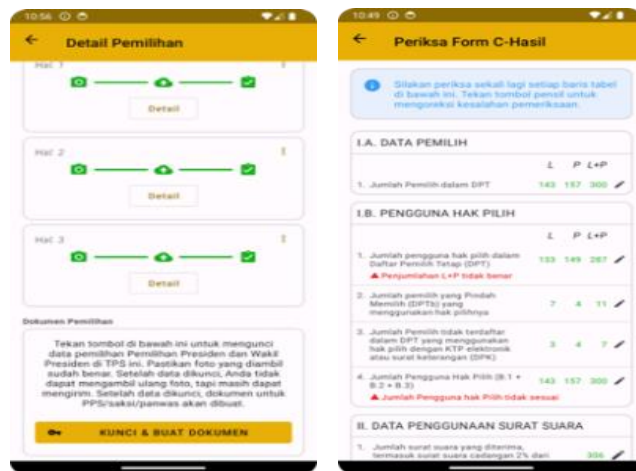 10:56
Detail Pemilihan
Hal 1
Detail
Hal 2
Detail
Hal 3
Detail
Dokumen Pemilihan
Tekan tombol di bawah ini untuk mengunci
data pemilihan Pemilihan Presiden dan Wakil
Presiden di TPS ini. Pastikan foto yang diambil
sudah benar. Setelah data dikunci, Anda tidak
dapat mengambil ulang foto, tapi masih dapat
mengirim. Setelah data dikunci, dokumen untuk
PPS/saksi/panwas akan dibuat.
KUNCI & BUAT DOKUMEN
10:49
Periksa Form C-Hasil
Silakan periksa sekali lagi setiap baris tabel
di bawah ini. Tekan tombol pensil untuk
mengoreksi kesalahan pemeriksaan.
I.A. DATA PEMILIH
L P L+P
1. Jumlah Pemilih dalam DPT 143 157 300
I.B. PENGGUNA HAK PILIH
L P L+P
1. Jumlah pengguna hak pilih dalam
Daftar Pemilih Tetap (DPT) 133 149 287
Penjumlahan L+P tidak benar
2. Jumlah pemilih yang Pindah
Memilih (DPTb) yang 7 4 11
menggunakan hak pilihnya
3. Jumlah Pemilih tidak terdaftar
dalam DPT yang menggunakan 3 4 7
hak pilih dengan KTP elektronik
atau surat keterangan (DPK)
4. Jumlah Pengguna Hak Pilih (B.1 +
B.2 + B.3) 143 157 300
Jumlah Pengguna hak Pilih tidak sesuai
II. DATA PENGGUNAAN SURAT SUARA
1. Jumlah surat suara yang diterima,
termasuk surat suara cadangan 2% dari 306